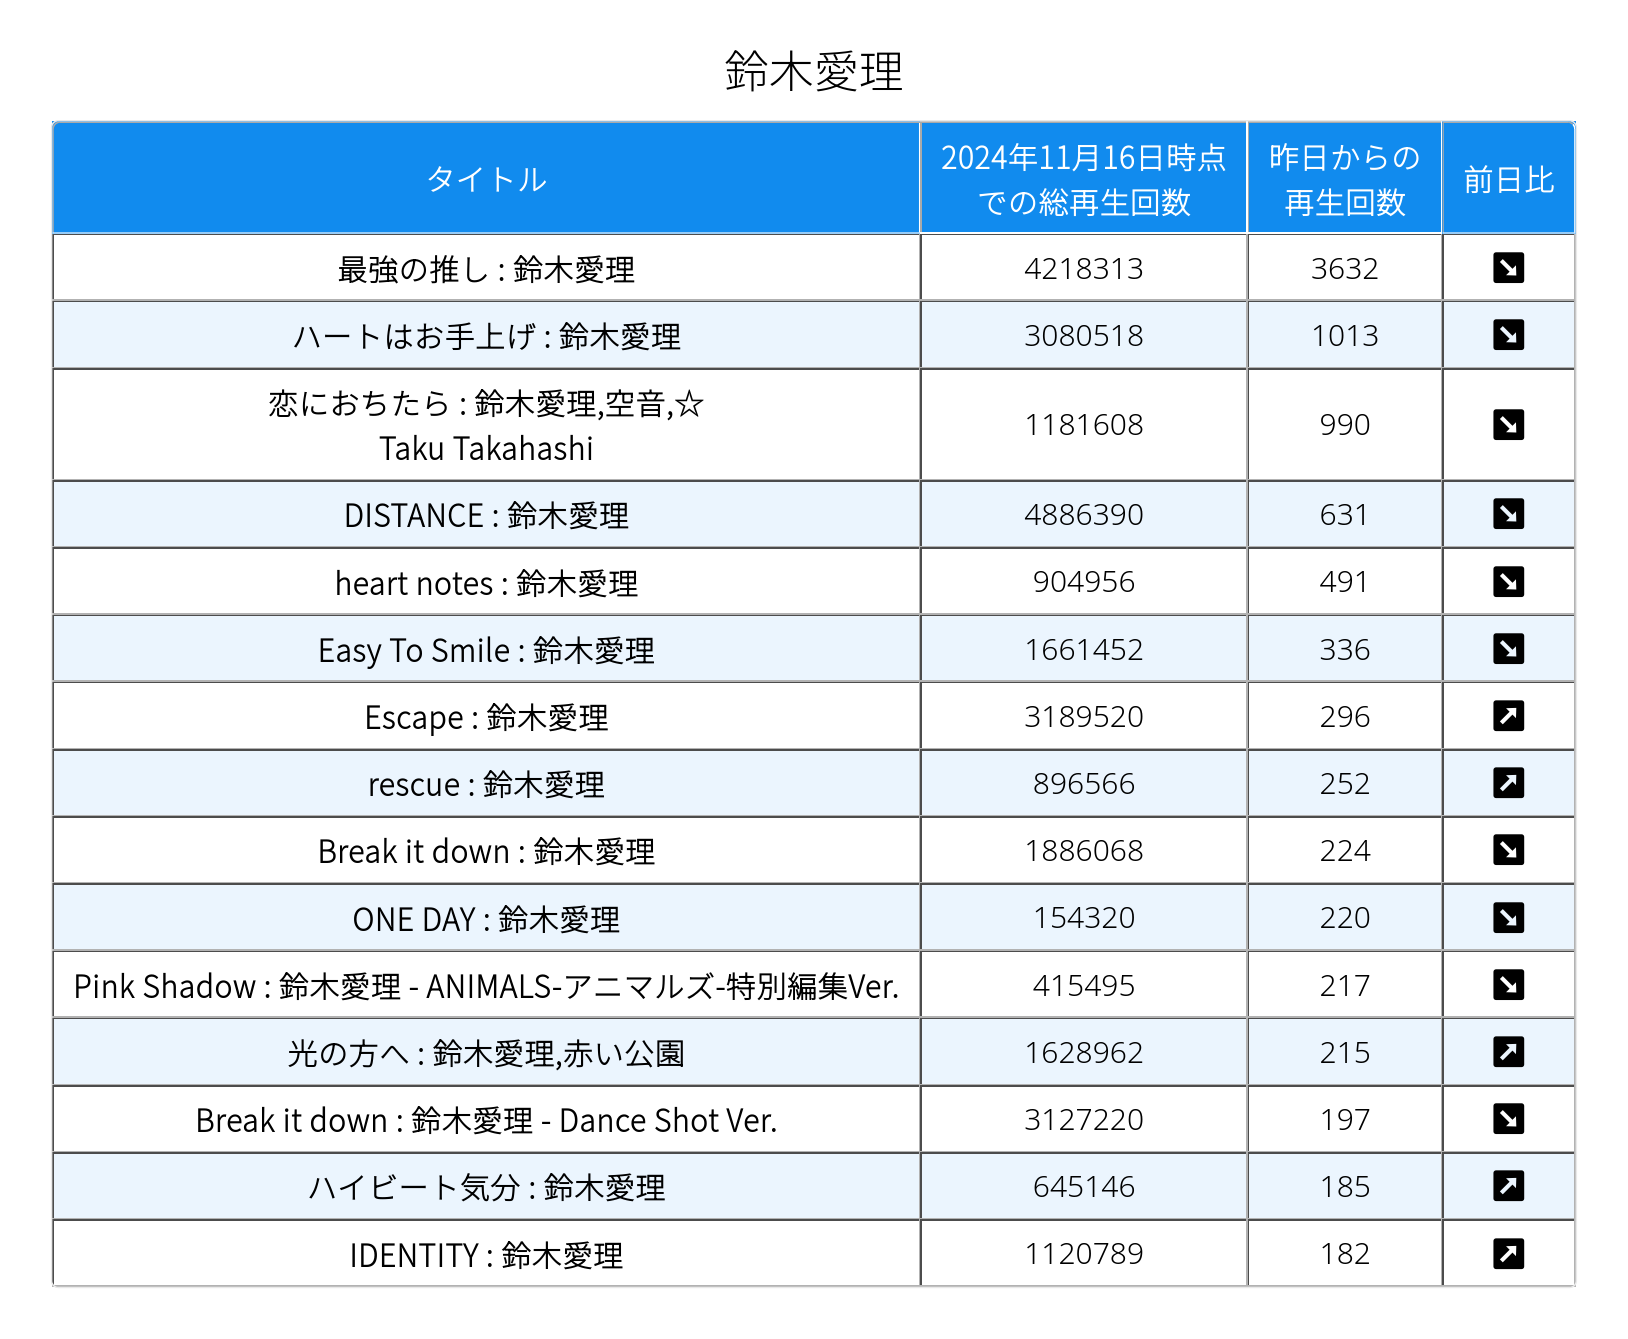 鈴木愛理
タイトル
2024年11月16日時点
での総再生回数
昨日からの
再生回数
前日比
最強の推し : 鈴木愛理 4218313 3632
ハートはお手上げ : 鈴木愛理 3080518 1013
恋におちたら : 鈴木愛理,空音,☆
Taku Takahashi
1181608 990
DISTANCE : 鈴木愛理 4886390 631
heart notes : 鈴木愛理 904956 491
Easy To Smile : 鈴木愛理 1661452 336
Escape : 鈴木愛理 3189520 296
rescue : 鈴木愛理 896566 252
Break it down : 鈴木愛理 1886068 224
ONE DAY : 鈴木愛理 154320 220
Pink Shadow : 鈴木愛理 - ANIMALS-アニマルズ-特別編集Ver. 415495 217
光の方へ : 鈴木愛理,赤い公園 1628962 215
Break it down : 鈴木愛理 - Dance Shot Ver. 3127220 197
ハイビート気分 : 鈴木愛理 645146 185
IDENTITY : 鈴木愛理 1120789 182